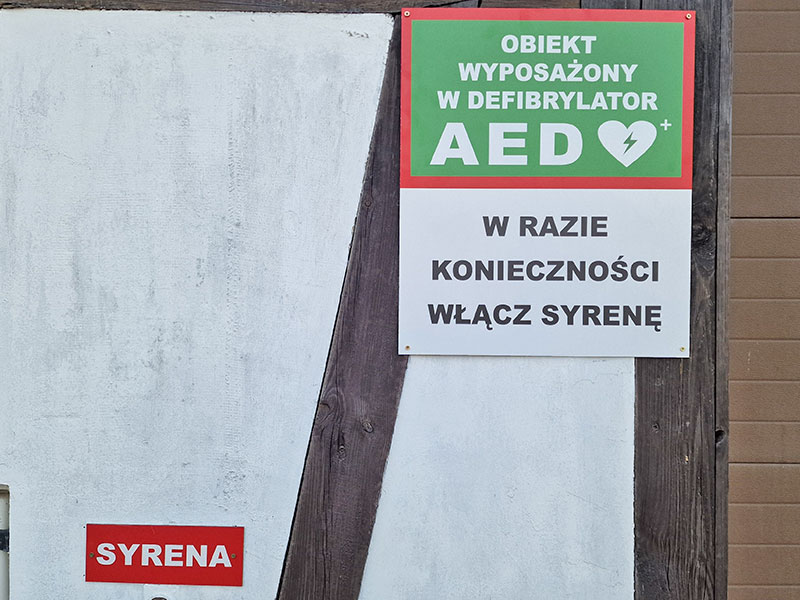 OBIEKT
WYPOSAŻONY
W DEFIBRYLATOR
AED
W RAZIE
KONIECZNOŚCI
WŁĄCZ SYRENĘ
SYRENA